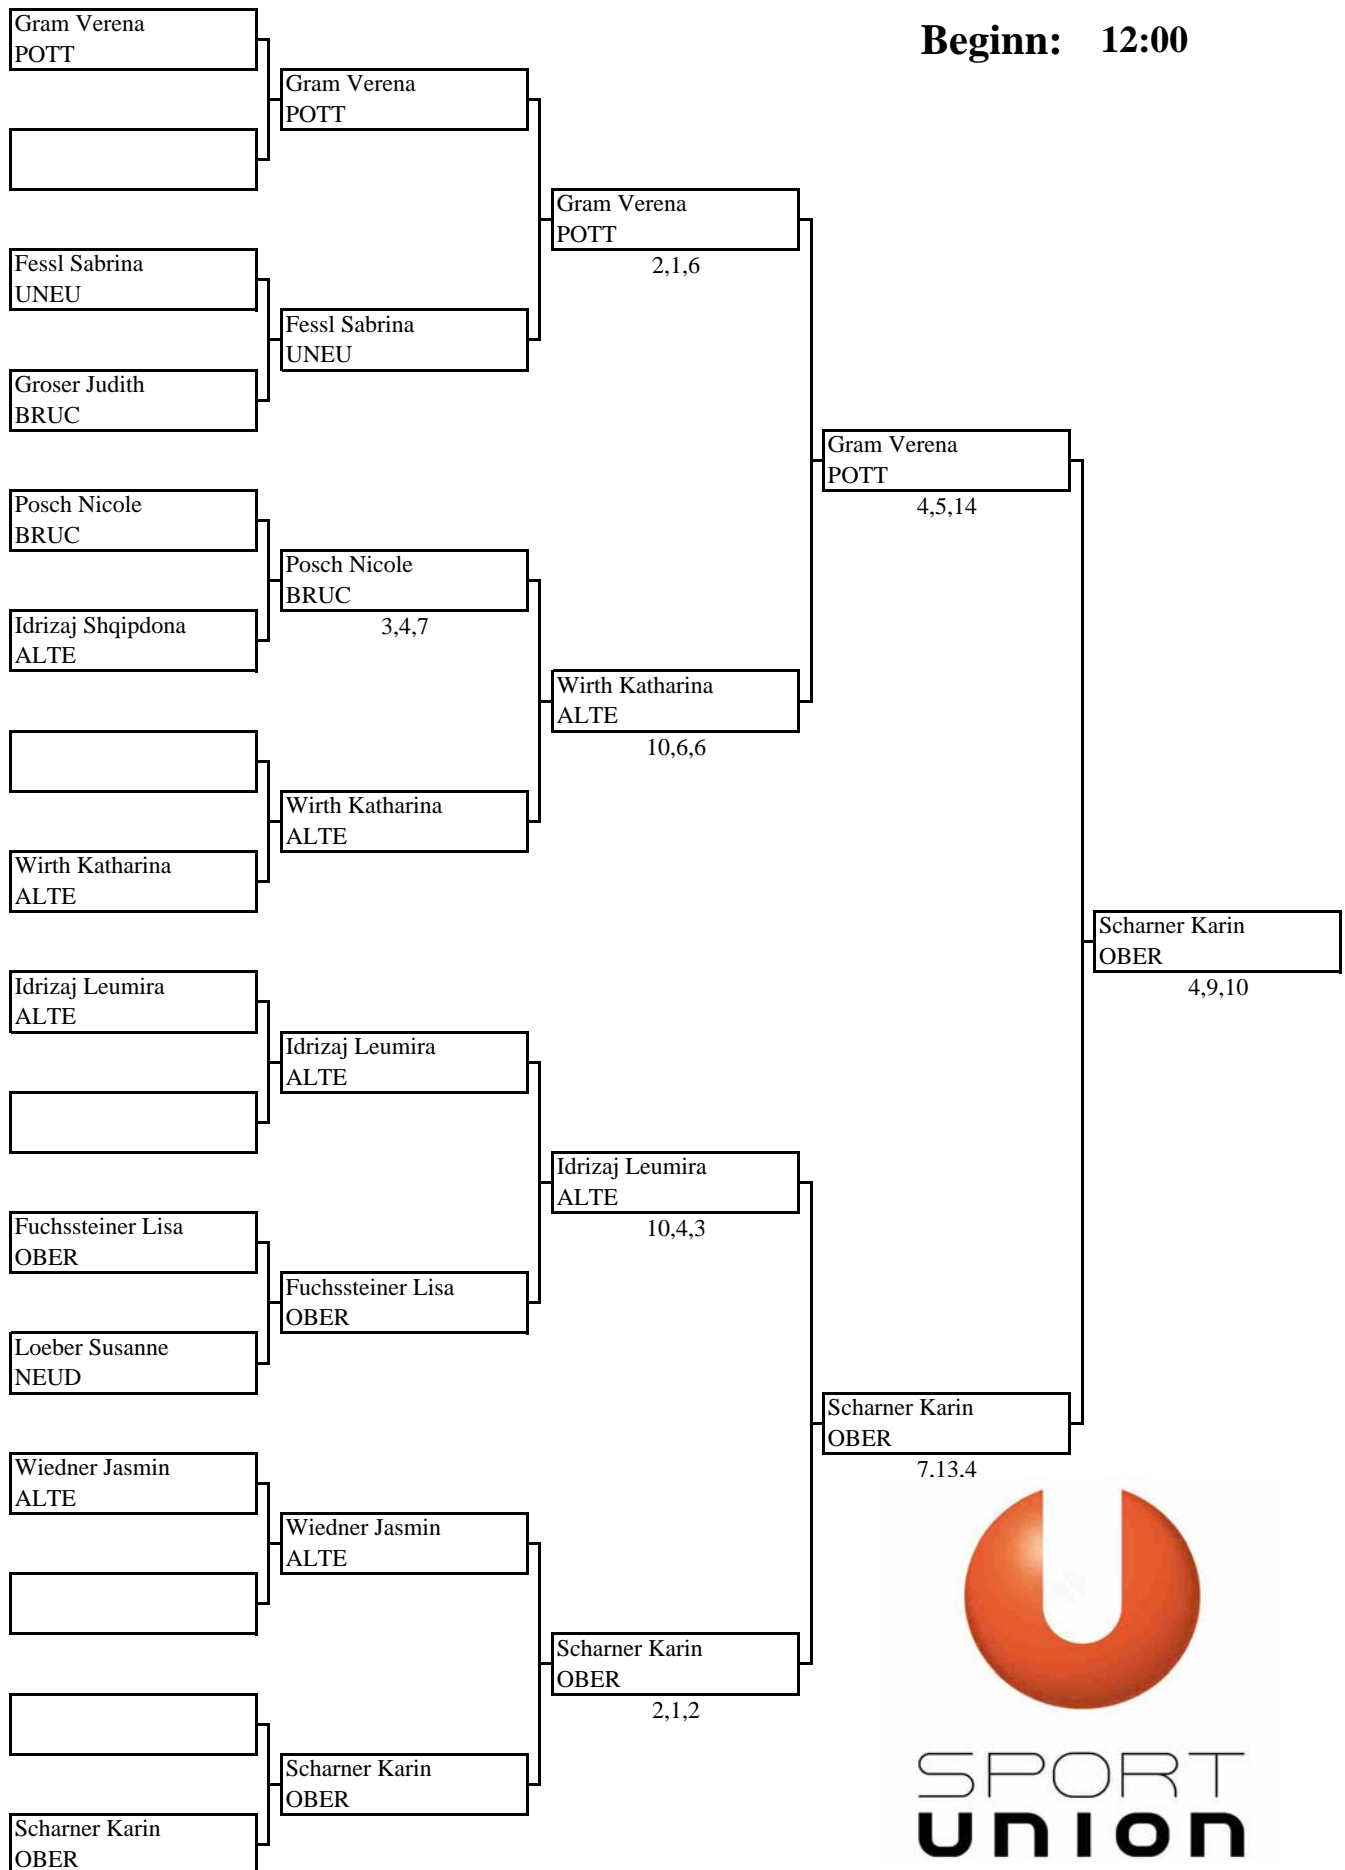 Beginn: 12:00
Gram Verena
POTT
Fessl Sabrina
UNEU
Groser Judith
BRUC
Posch Nicole
BRUC
Idrizaj Shqipdona
ALTE
Wirth Katharina
ALTE
Idrizaj Leumira
ALTE
Fuchssteiner Lisa
OBER
Loeber Susanne
NEUD
Wiedner Jasmin
ALTE
Scharner Karin
OBER
Gram Verena
POTT
Fessl Sabrina
UNEU
Posch Nicole
BRUC
3,4,7
Wirth Katharina
ALTE
Idrizaj Leumira
ALTE
Fuchssteiner Lisa
OBER
Wiedner Jasmin
ALTE
Scharner Karin
OBER
Gram Verena
POTT
2,1,6
Wirth Katharina
ALTE
10,6,6
Idrizaj Leumira
ALTE
10,4,3
Scharner Karin
OBER
2,1,2
Gram Verena
POTT
4,5,14
Scharner Karin
OBER
7,13,4
Scharner Karin
OBER
4,9,10
SPORT
UNION